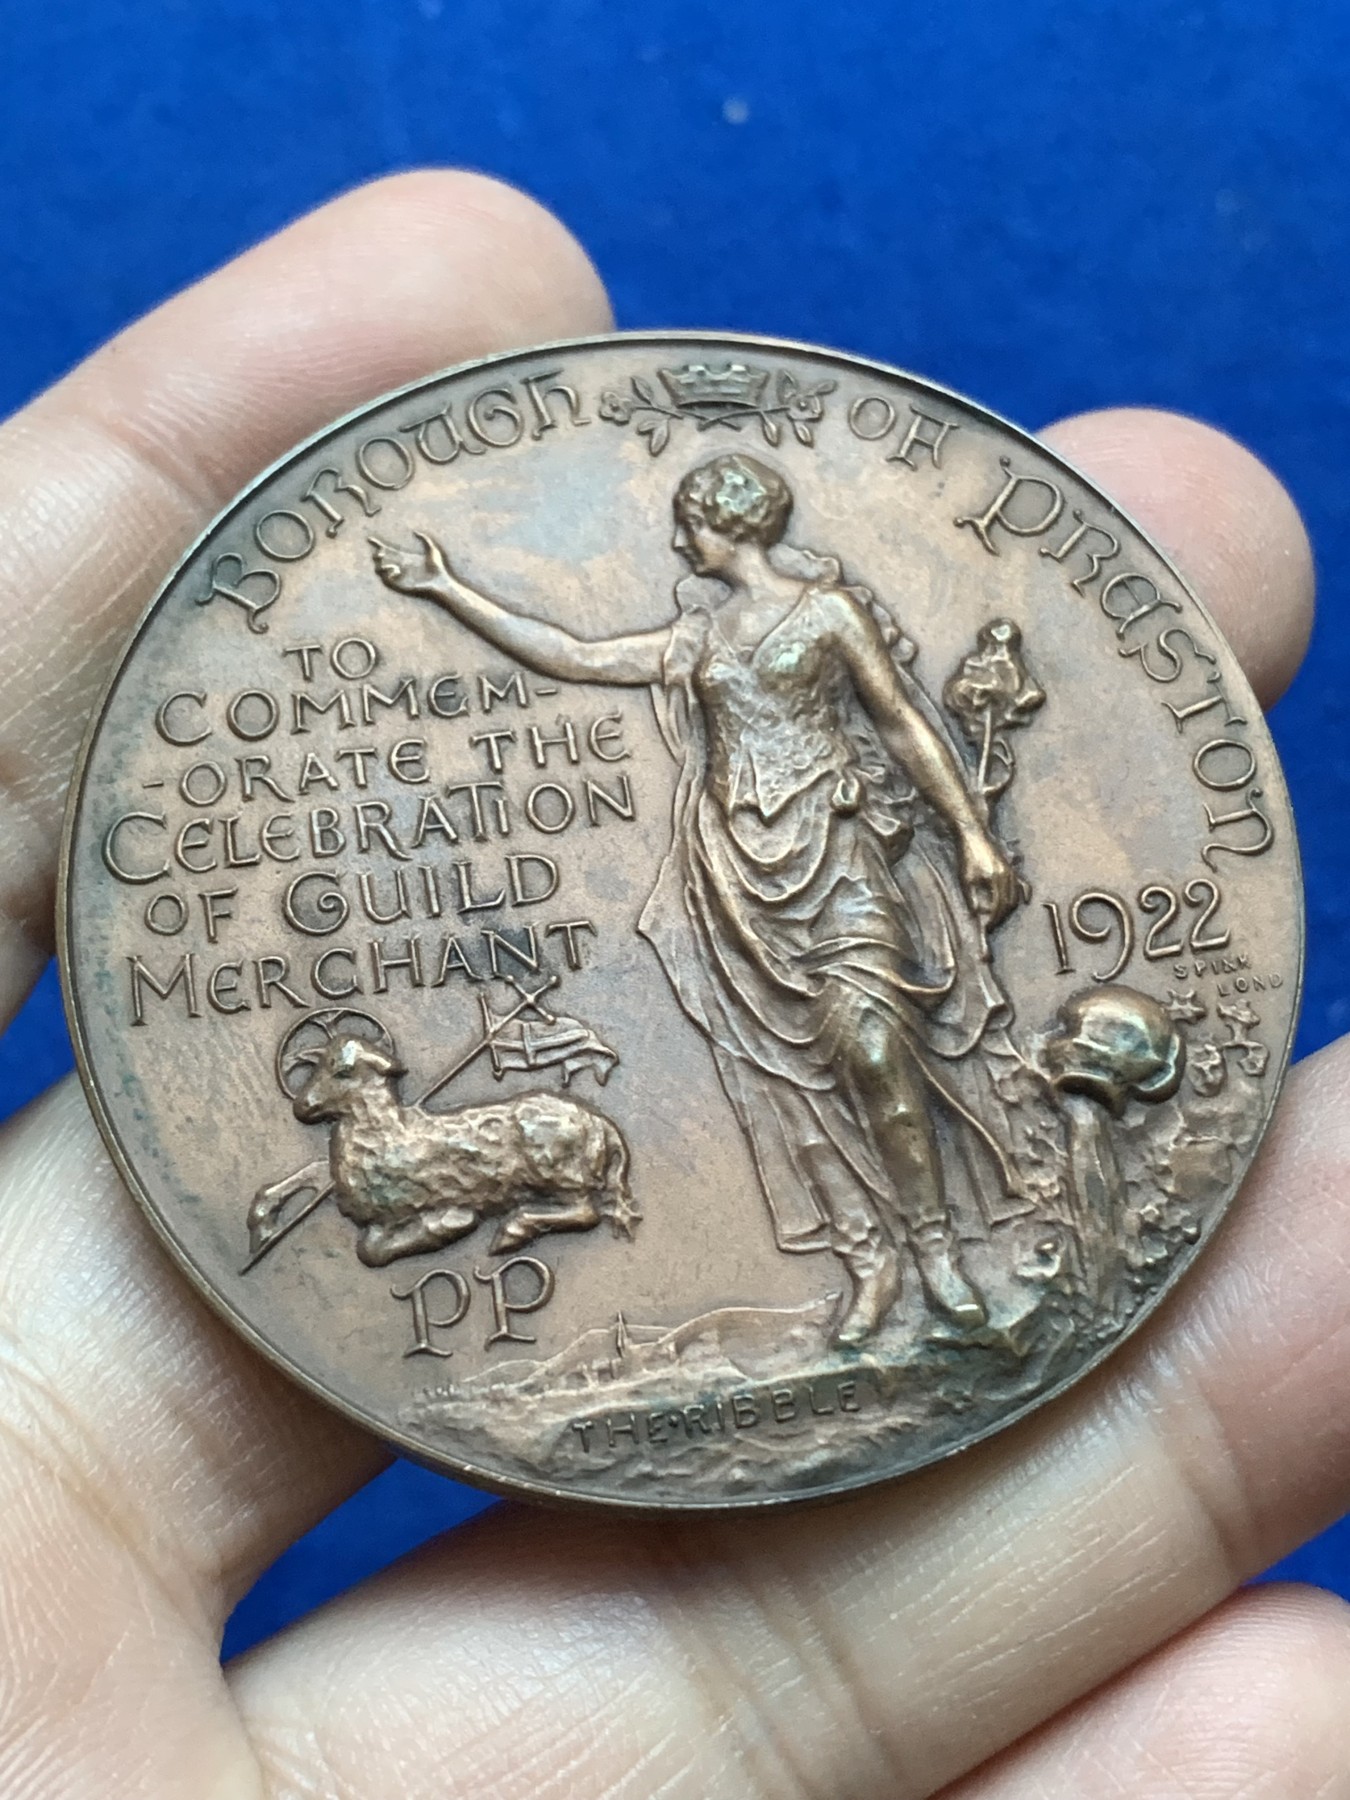 BOROUGH OF PRESTON
TO
COMMEM-
-ORATE THE
CELEBRATION
OF GUILD
MERCHANT
1922
SPINK
LOND
PP
THE·RIBBLE